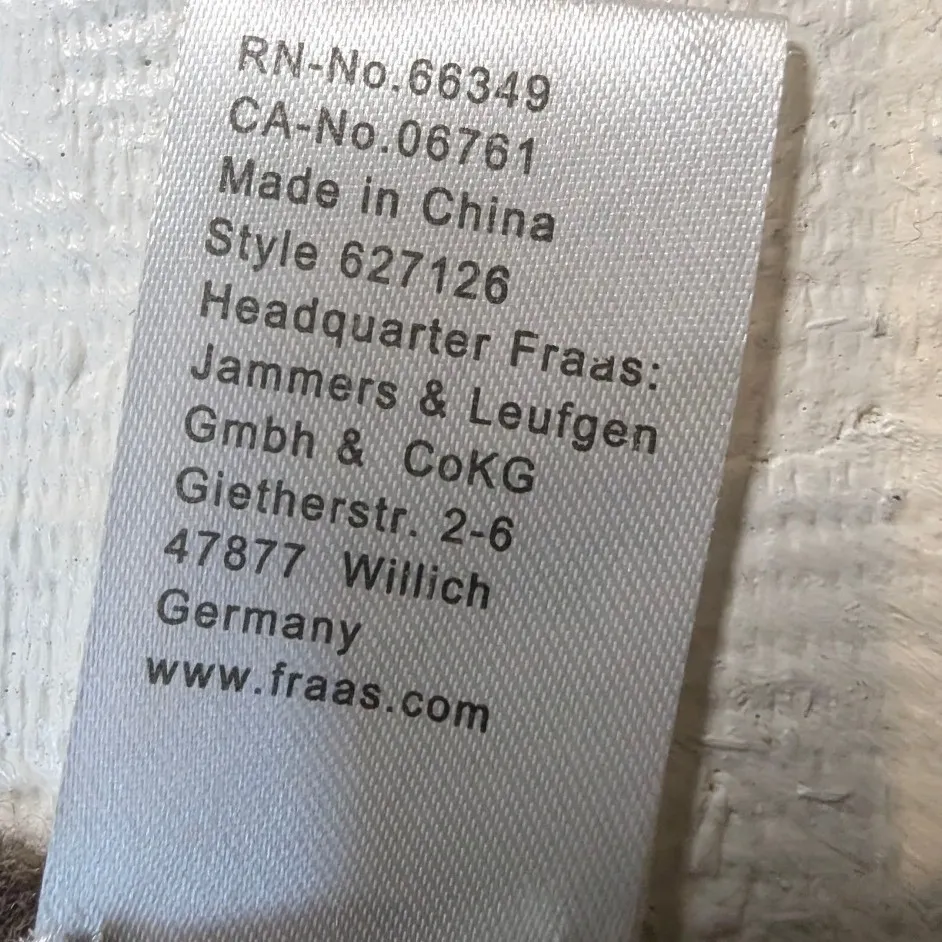 RN-No.66349
CA-No.06761
Made in China
Style 627126
Headquarter Fraas:
Jammers & Leufgen
Gmbh & CoKG
Gietherstr. 2-6
47877 Willich
Germany
www.fraas.com